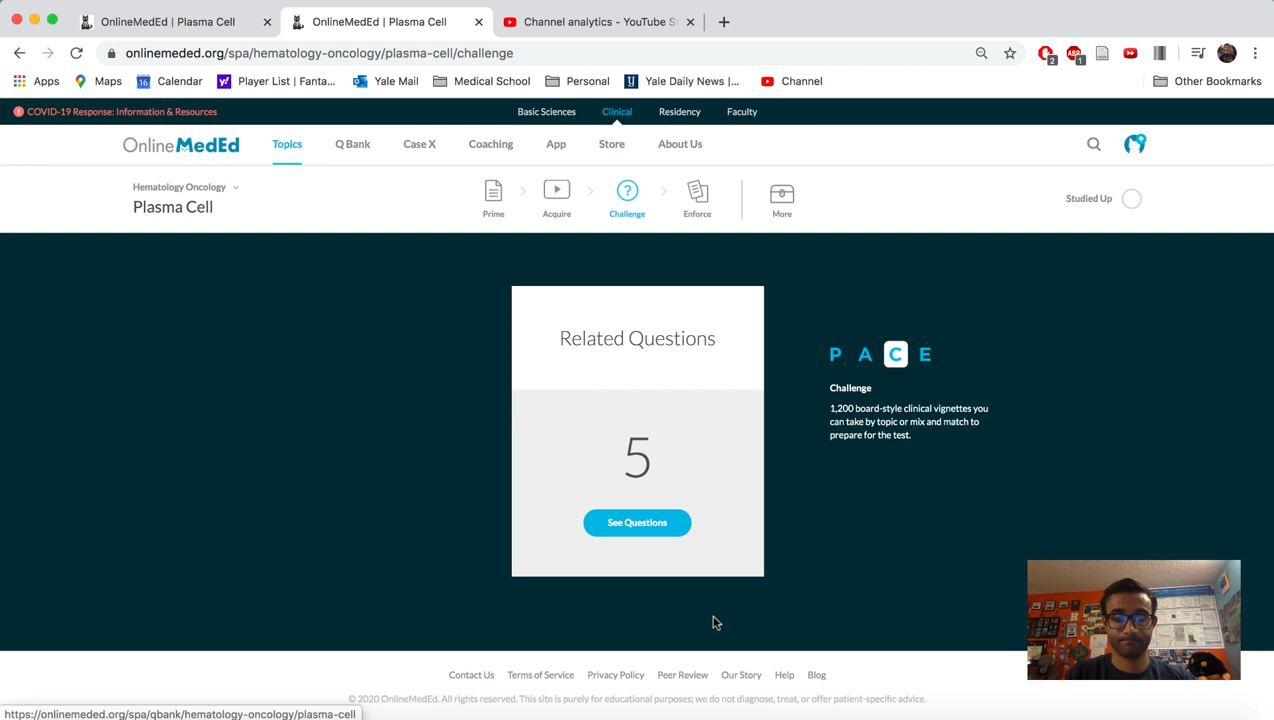 OnlineMedEd | Plasma Cell
OnlineMedEd | Plasma Cell
Channel analytics - YouTube S
onlinemeded.org/spa/hematology-oncology/plasma-cell/challenge
2
ABP
1
Apps
Maps
16
Calendar
Player List | Fanta...
Yale Mail
Medical School
Personal
Yale Daily News |...
Channel
Other Bookmarks
COVID-19 Response: Information & Resources
Basic Sciences
Clinical
Residency
Faculty
OnlineMedEd
Topics
Q Bank
Case X
Coaching
App
Store
About Us
Hematology Oncology
Plasma Cell
Prime
Acquire
Challenge
Enforce
More
Studied Up
Related Questions
5
See Questions
P A C E
Challenge
1,200 board-style clinical vignettes you
can take by topic or mix and match to
prepare for the test.
Contact Us
Terms of Service
Privacy Policy
Peer Review
Our Story
Help
Blog
© 2020 OnlineMedEd. All rights reserved. This site is purely for educational purposes; we do not diagnose, treat, or offer patient-specific advice.
https://onlinemeded.org/spa/qbank/hematology-oncology/plasma-cell